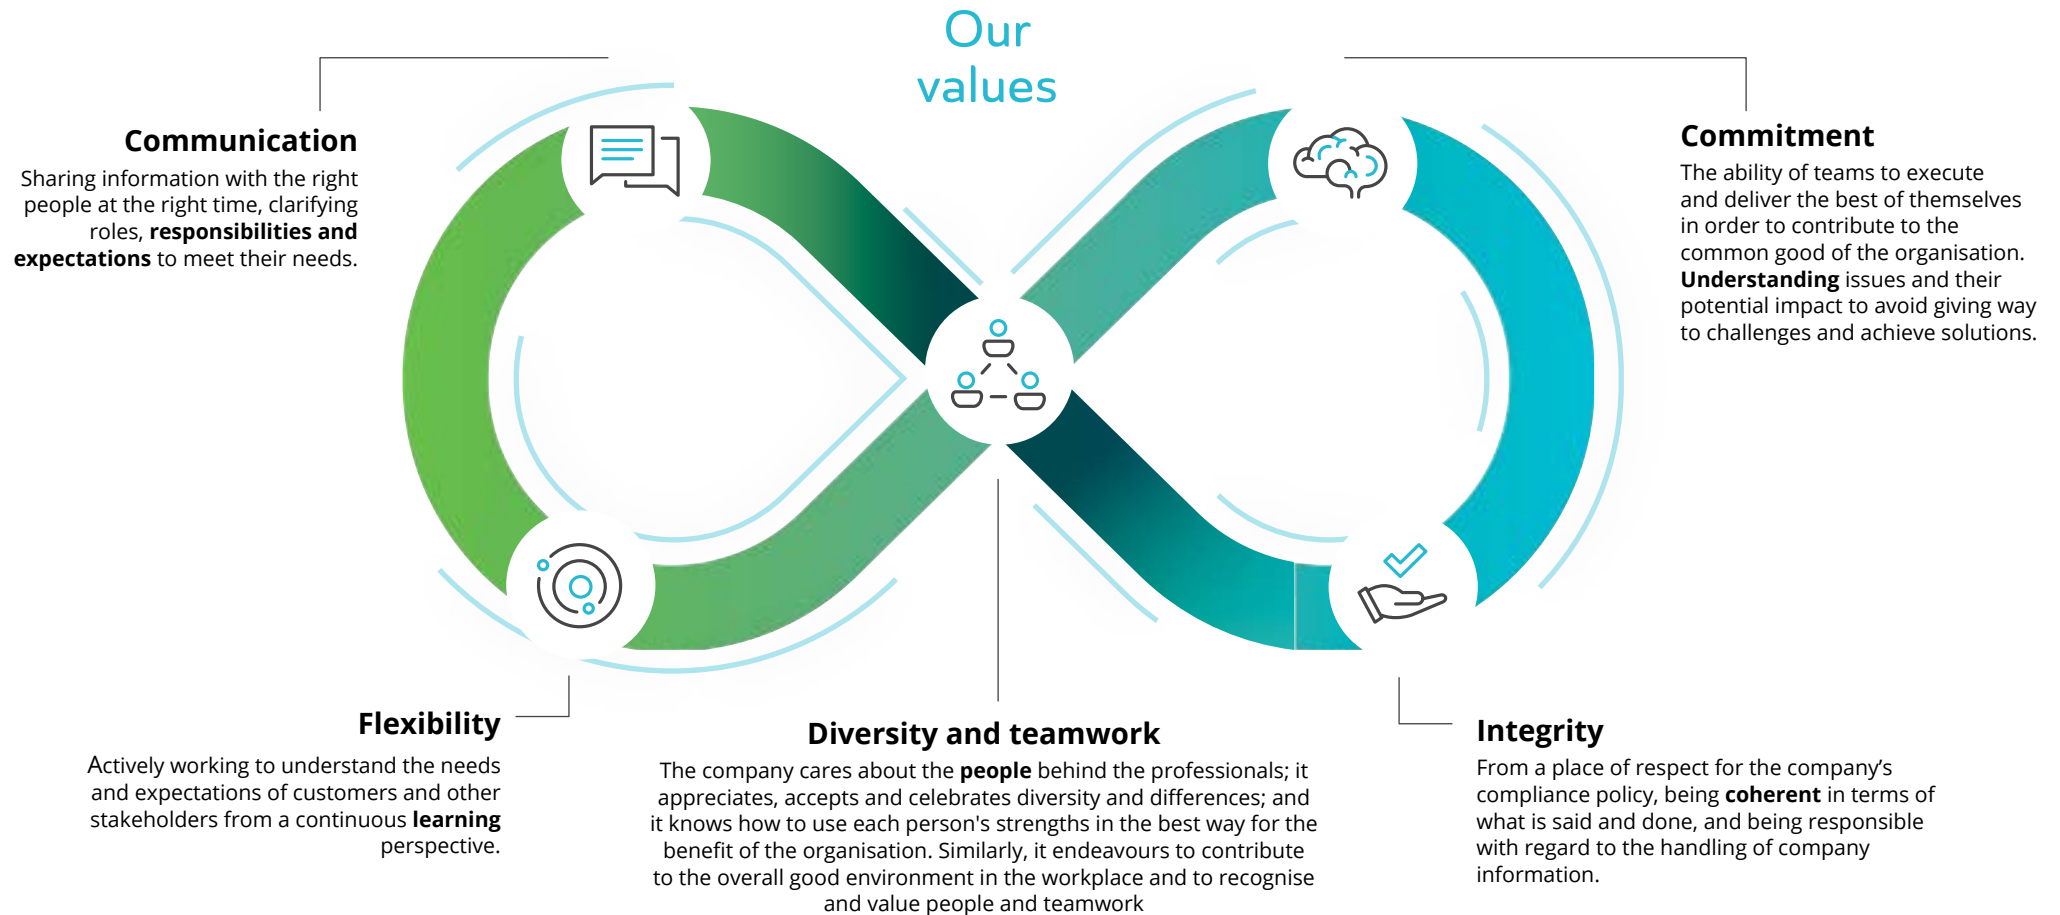 Our
values
Communication
Sharing information with the right
people at the right time, clarifying
roles, responsibilities and
expectations to meet their needs.
Commitment
The ability of teams to execute
and deliver the best of themselves
in order to contribute to the
common good of the organisation.
Understanding issues and their
potential impact to avoid giving way
to challenges and achieve solutions.
Flexibility
Actively working to understand the needs
and expectations of customers and other
stakeholders from a continuous learning
perspective.
Diversity and teamwork
The company cares about the people behind the professionals; it
appreciates, accepts and celebrates diversity and differences; and
it knows how to use each person's strengths in the best way for the
benefit of the organisation. Similarly, it endeavours to contribute
to the overall good environment in the workplace and to recognise
and value people and teamwork
Integrity
From a place of respect for the company’s
compliance policy, being coherent in terms of
what is said and done, and being responsible
with regard to the handling of company
information.